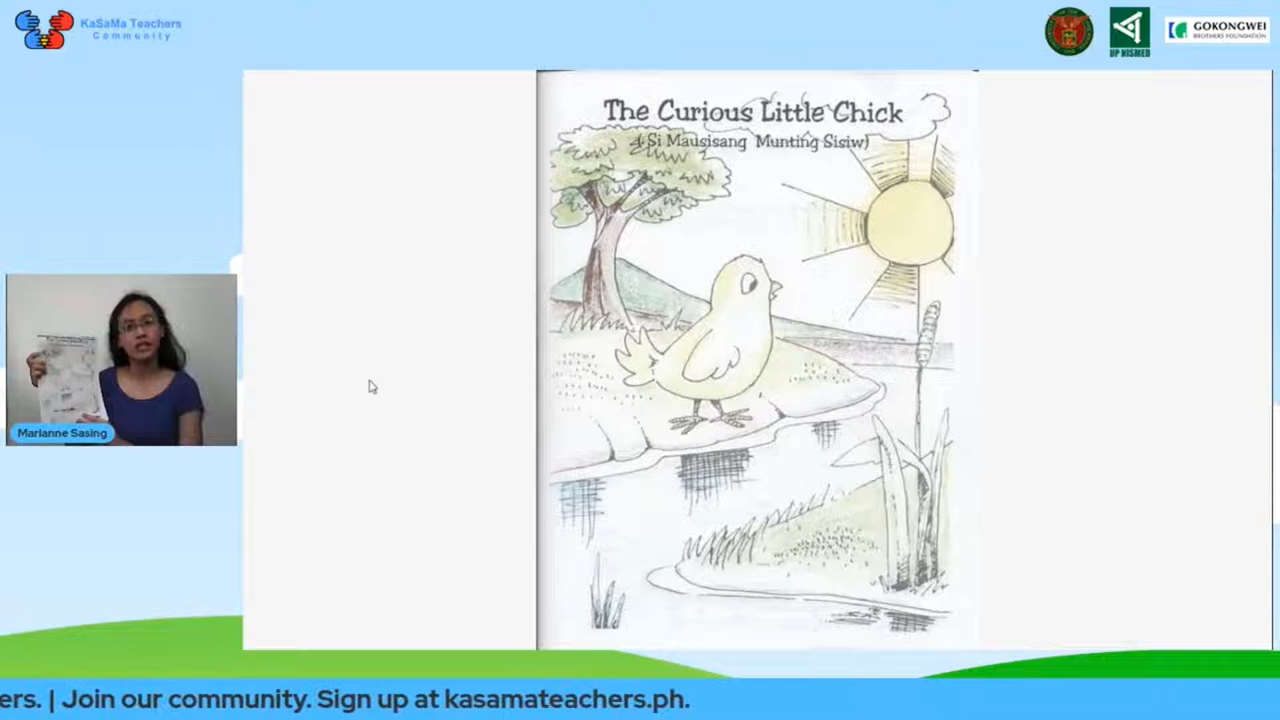 KaSaMa Teachers
Community
UP NISMED
GOKONGWEI
BROTHERS FOUNDATION
The Curious Little Chick
(Si Mausisang Munting Sisiw)
Marianne Sasing
ers. | Join our community. Sign up at kasamateachers.ph.